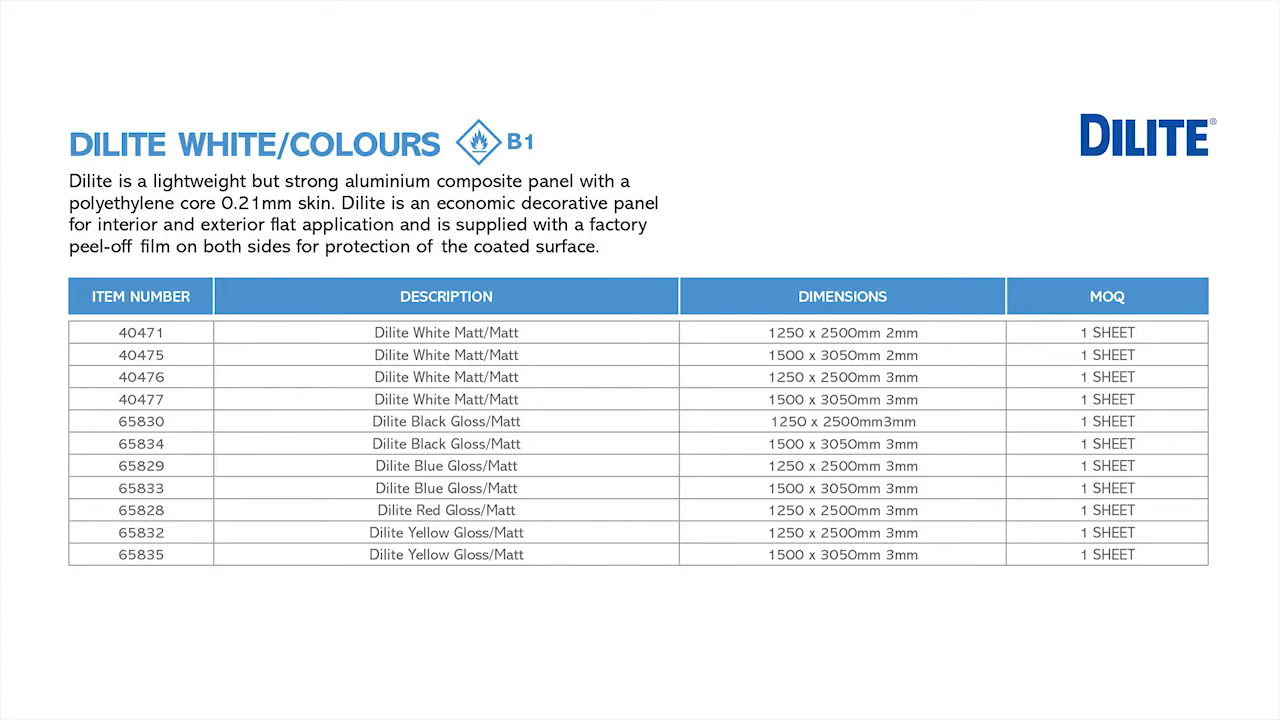 DILITE WHITE/COLOURS B1
DILITE®
Dilite is a lightweight but strong aluminium composite panel with a
polyethylene core 0.21mm skin. Dilite is an economic decorative panel
for interior and exterior flat application and is supplied with a factory
peel-off film on both sides for protection of the coated surface.
ITEM NUMBER DESCRIPTION DIMENSIONS MOQ
40471 Dilite White Matt/Matt 1250 x 2500mm 2mm 1 SHEET
40475 Dilite White Matt/Matt 1500 x 3050mm 2mm 1 SHEET
40476 Dilite White Matt/Matt 1250 x 2500mm 3mm 1 SHEET
40477 Dilite White Matt/Matt 1500 x 3050mm 3mm 1 SHEET
65830 Dilite Black Gloss/Matt 1250 x 2500mm3mm 1 SHEET
65834 Dilite Black Gloss/Matt 1500 x 3050mm 3mm 1 SHEET
65829 Dilite Blue Gloss/Matt 1250 x 2500mm 3mm 1 SHEET
65833 Dilite Blue Gloss/Matt 1500 x 3050mm 3mm 1 SHEET
65828 Dilite Red Gloss/Matt 1250 x 2500mm 3mm 1 SHEET
65832 Dilite Yellow Gloss/Matt 1250 x 2500mm 3mm 1 SHEET
65835 Dilite Yellow Gloss/Matt 1500 x 3050mm 3mm 1 SHEET